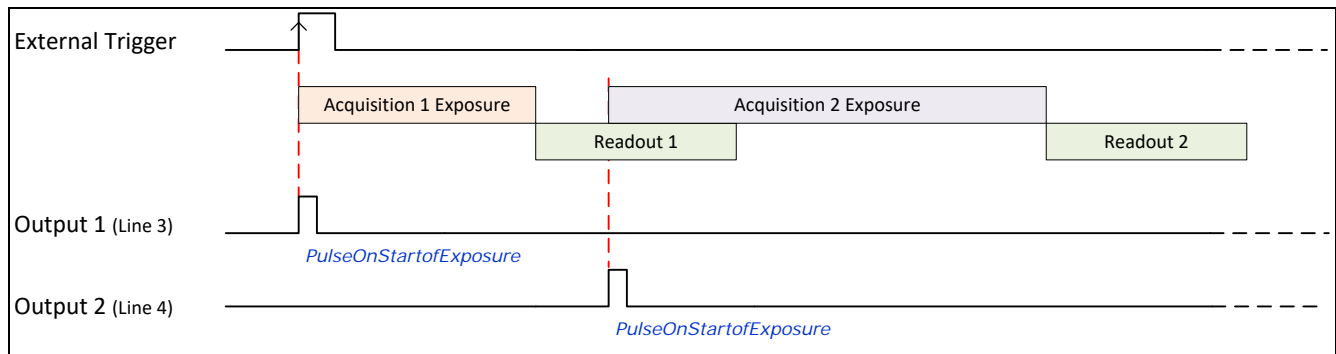 External Trigger
Acquisition 1 Exposure
Acquisition 2 Exposure
Readout 1
Readout 2
Output 1 (Line 3)
PulseOnStartofExposure
Output 2 (Line 4)
PulseOnStartofExposure